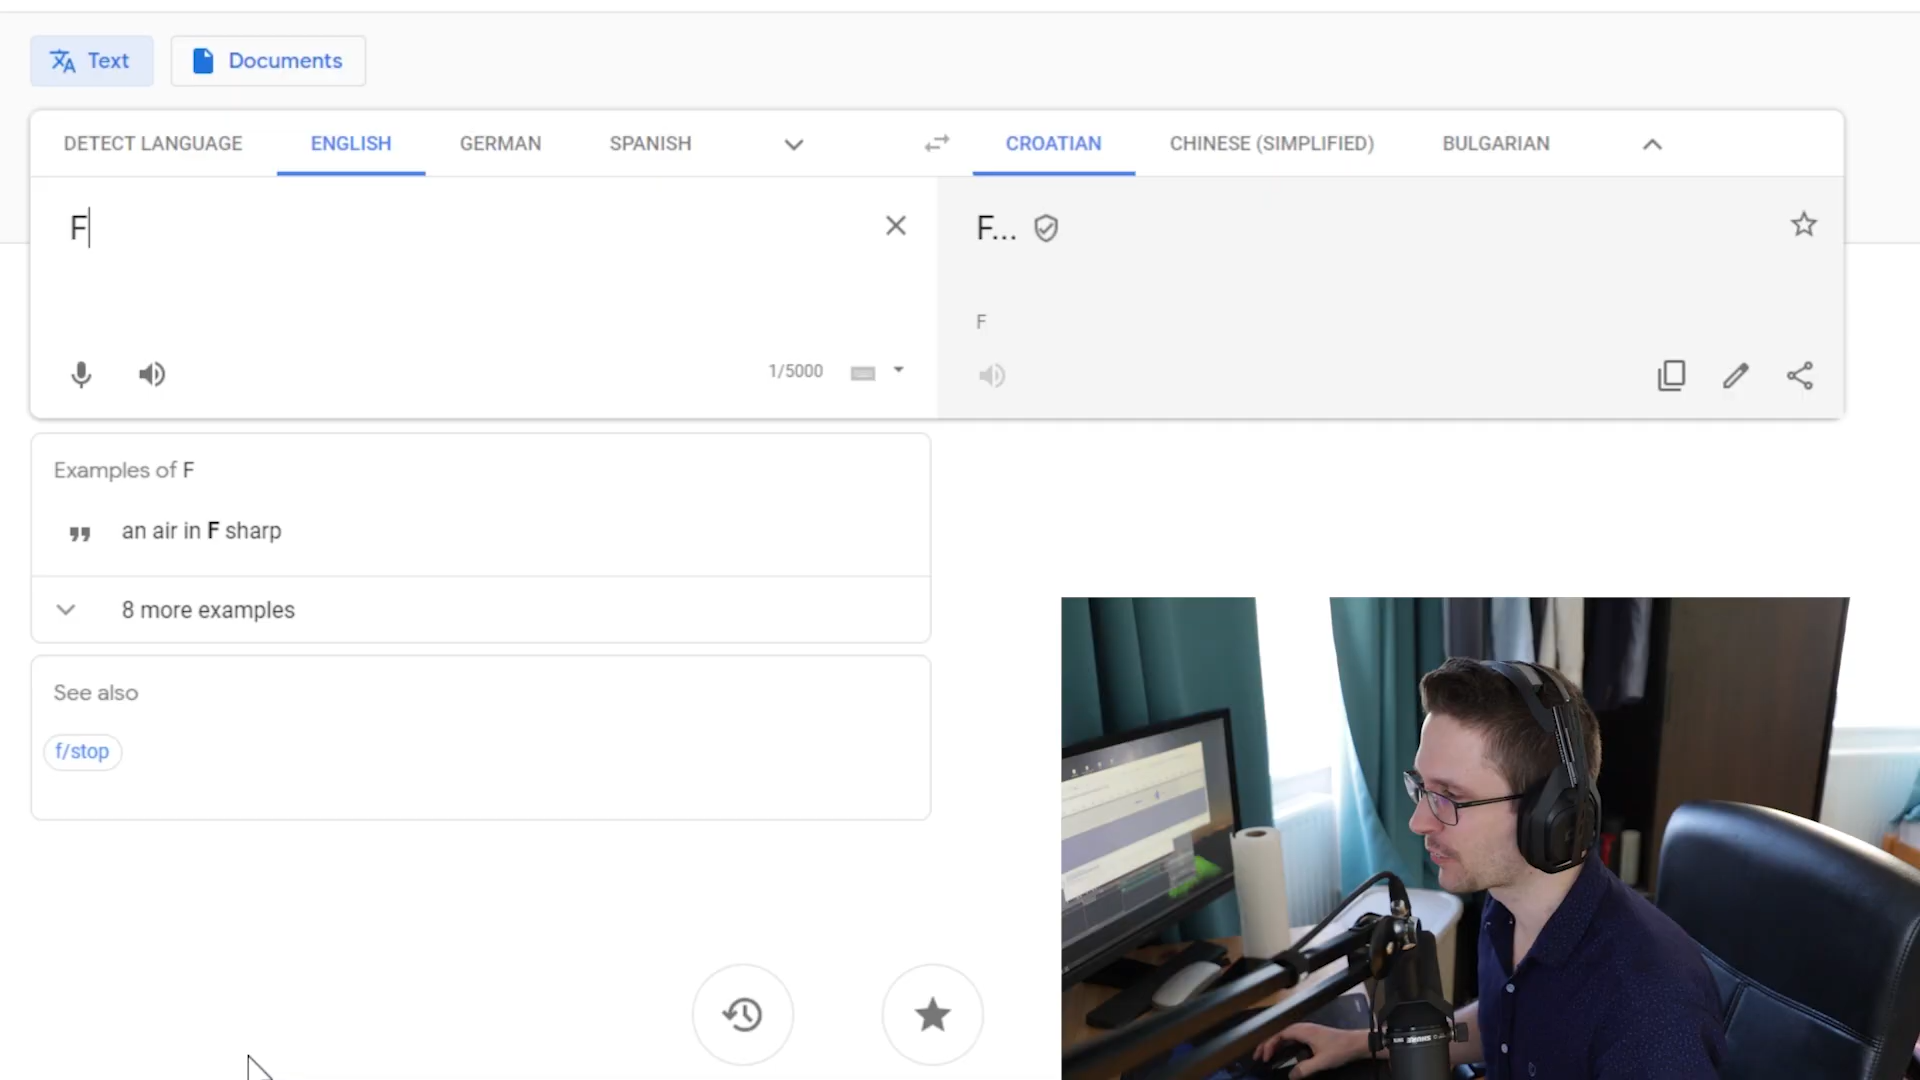 Text
Documents
DETECT LANGUAGE
ENGLISH
GERMAN
SPANISH
CROATIAN
CHINESE (SIMPLIFIED)
BULGARIAN
F
F...
F
1/5000
Examples of F
an air in F sharp
8 more examples
See also
f/stop
SHURE